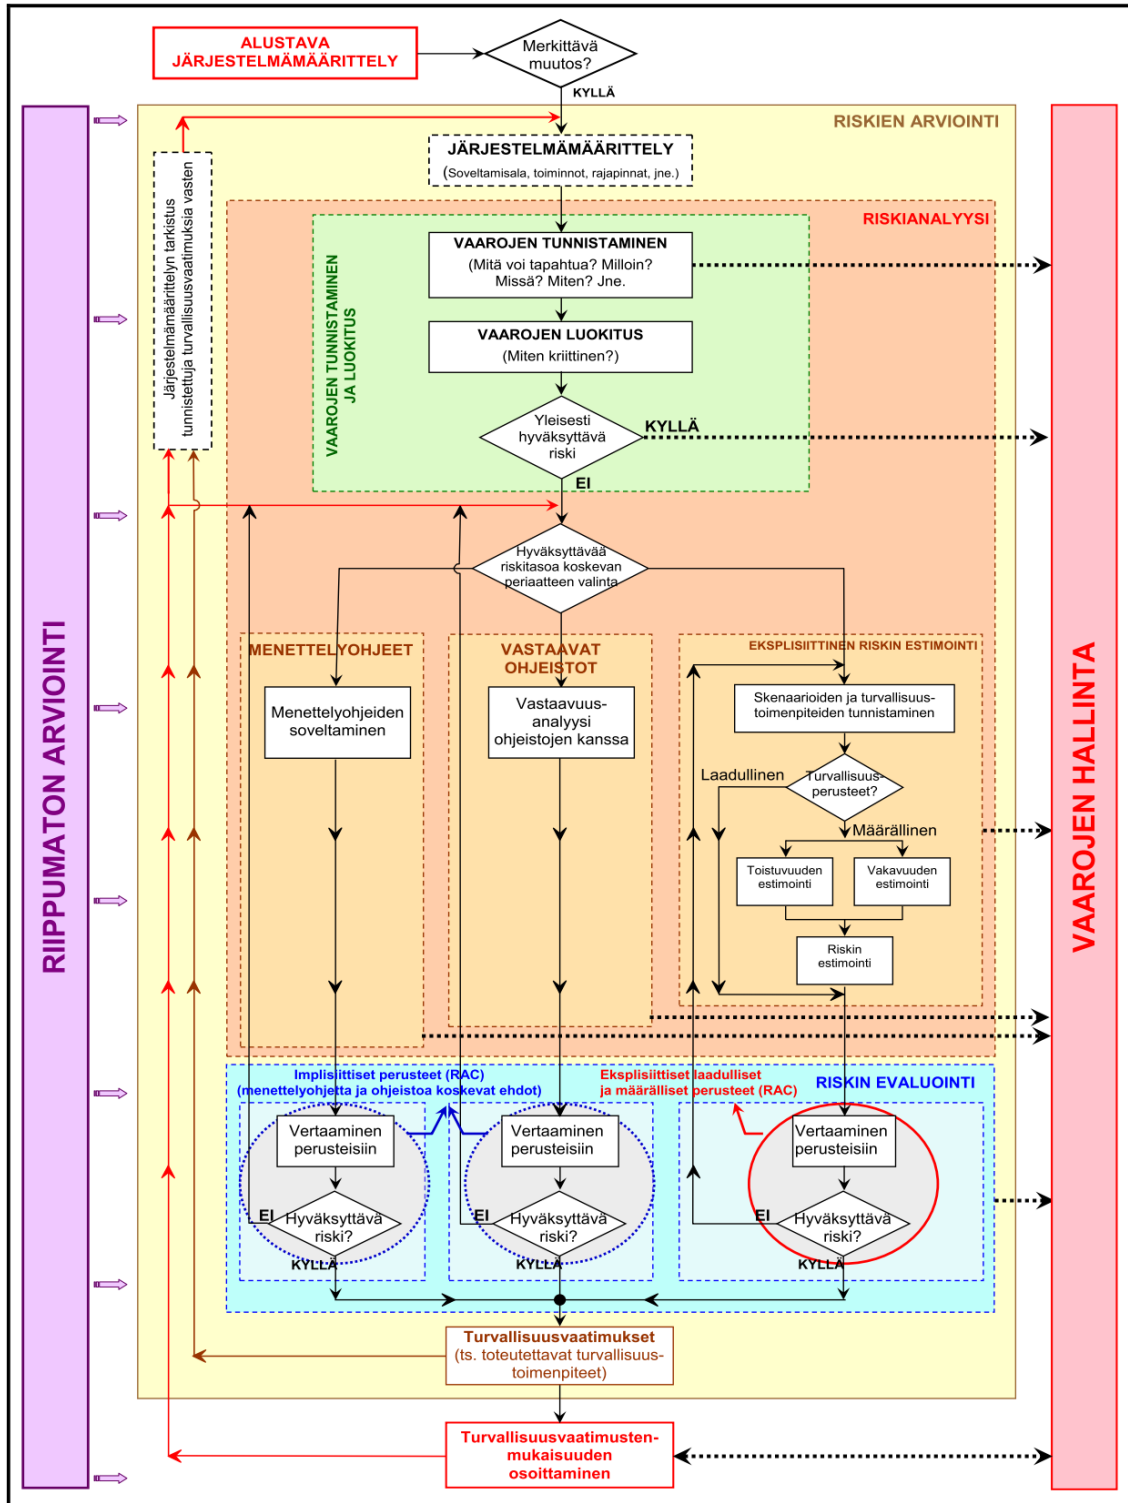 ALUSTAVA
JÄRJESTELMÄMÄÄRITTELY
Merkittävä
muutos?
KYLLÄ
RISKIEN ARVIOINTI
JÄRJESTELMÄMÄÄRITTELY
(Soveltamisala, toiminnot, rajapinnat, jne.)
Järjestelmämäärittelyn tarkistus
tunnistettuja turvallisuusvaatimuksia vasten
RISKIANALYYSI
VAAROJEN TUNNISTAMINEN
JA LUOKITUS
VAAROJEN TUNNISTAMINEN
(Mitä voi tapahtua? Milloin?
Missä? Miten? Jne.
VAAROJEN LUOKITUS
(Miten kriittinen?)
Yleisesti
hyväksyttävä
riski
KYLLÄ
EI
Hyväksyttävää
riskitasoa koskevan
periaatteen valinta
RIIPPUMATON ARVIOINTI
VAAROJEN HALLINTA
MENETTELYOHJEET
Menettelyohjeiden
soveltaminen
VASTAAVAT
OHJEISTOT
Vastaavuus-
analyysi
ohjeistojen kanssa
EKSPLISIITTINEN RISKIN ESTIMOINTI
Skenaarioiden ja turvallisuus-
toimenpiteiden tunnistaminen
Laadullinen
Turvallisuus-
perusteet?
Määrällinen
Toistuvuuden
estimointi
Vakavuuden
estimointi
Riskin
estimointi
Implisiittiset perusteet (RAC)
(menettelyohjetta ja ohjeistoa koskevat ehdot)
Eksplisiittiset laadulliset
ja määrälliset perusteet (RAC)
RISKIN EVALUOINTI
Vertaaminen
perusteisiin
Vertaaminen
perusteisiin
Vertaaminen
perusteisiin
EI
Hyväksyttävä
riski?
EI
Hyväksyttävä
riski?
EI
Hyväksyttävä
riski?
KYLLÄ
KYLLÄ
KYLLÄ
Turvallisuusvaatimukset
(ts. toteutettavat turvallisuus-
toimenpiteet)
Turvallisuusvaatimusten-
mukaisuuden
osoittaminen